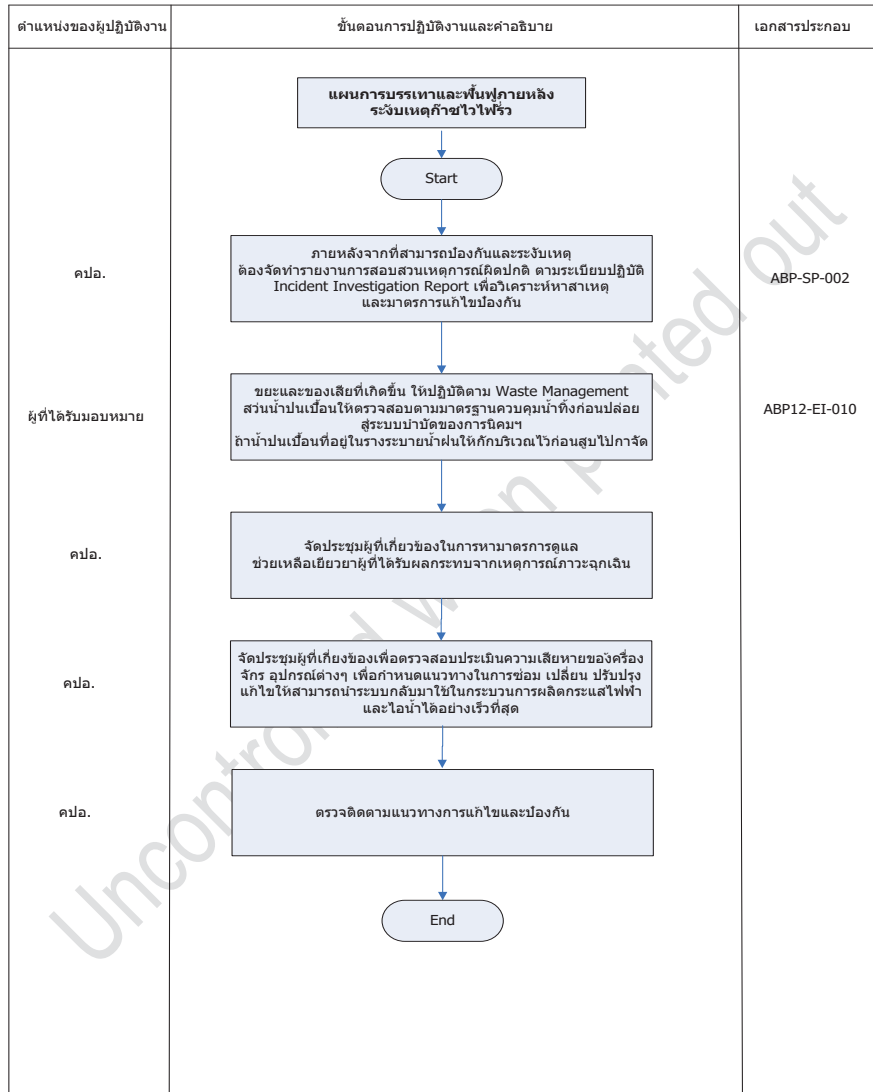 ตำแหน่งของผู้ปฏิบัติงาน
ขั้นตอนการปฏิบัติงานและคำอธิบาย
เอกสารประกอบ
แผนการบรรเทาและฟื้นฟูภายหลัง
ระงับเหตุก๊าซไวไฟรั่ว
Start
คปอ.
ภายหลังจากที่สามารถป้องกันและระงับเหตุ
ต้องจัดทำรายงานการสอบสวนเหตุการณ์ผิดปกติ ตามระเบียบปฏิบัติ
Incident Investigation Report เพื่อวิเคราะห์หาสาเหตุ
และมาตรการแก้ไขป้องกัน
ABP-SP-002
ผู้ที่ได้รับมอบหมาย
ขยะและของเสียที่เกิดขึ้น ให้ปฏิบัติตาม Waste Management
สว่นน้ำปนเปื้อนให้ตรวจสอบตามมาตรฐานควบคุมน้ำทิ้งก่อนปล่อย
สู่ระบบบำบัดของการนิคมฯ
ถ้าน้ำปนเปื้อนที่อยู่ในรางระบายน้ำฝนให้กักบริเวณไว้ก่อนสูบไปกาจัด
ABP12-EI-010
คปอ.
จัดประชุมผู้ที่เกี่ยวข้องในการหามาตรการดูแล
ช่วยเหลือเยียวยาผู้ที่ได้รับผลกระทบจากเหตุการณ์ภาวะฉุกเฉิน
คปอ.
จัดประชุมผู้ที่เกี่ยงข้องเพื่อตรวจสอบประเมินความเสียหายของเครื่อง
จักร อุปกรณ์ต่างๆ เพื่อกำหนดแนวทางในการซ่อม เปลี่ยน ปรับปรุง
แก้ไขให้สามารถนำระบบกลับมาใช้ในกระบวนการผลิตกระแสไฟฟ้า
และไอน้ำได้อย่างเร็วที่สุด
คปอ.
ตรวจติดตามแนวทางการแก้ไขและป้องกัน
End
Uncontrolled when printed out